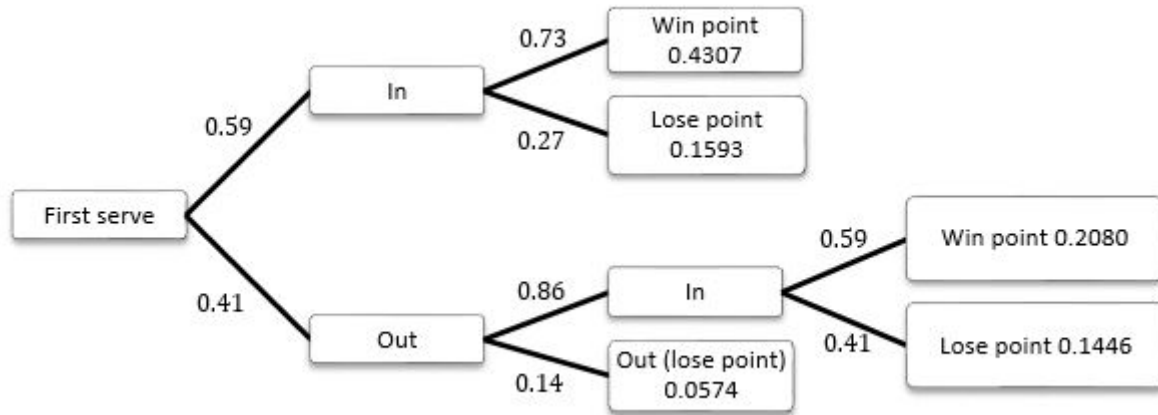 0.73
Win point
0.4307
In
0.59
0.27
Lose point
0.1593
First serve
0.41
0.86
In
0.59
Win point 0.2080
0.41
Lose point 0.1446
Out
0.14
Out (lose point)
0.0574